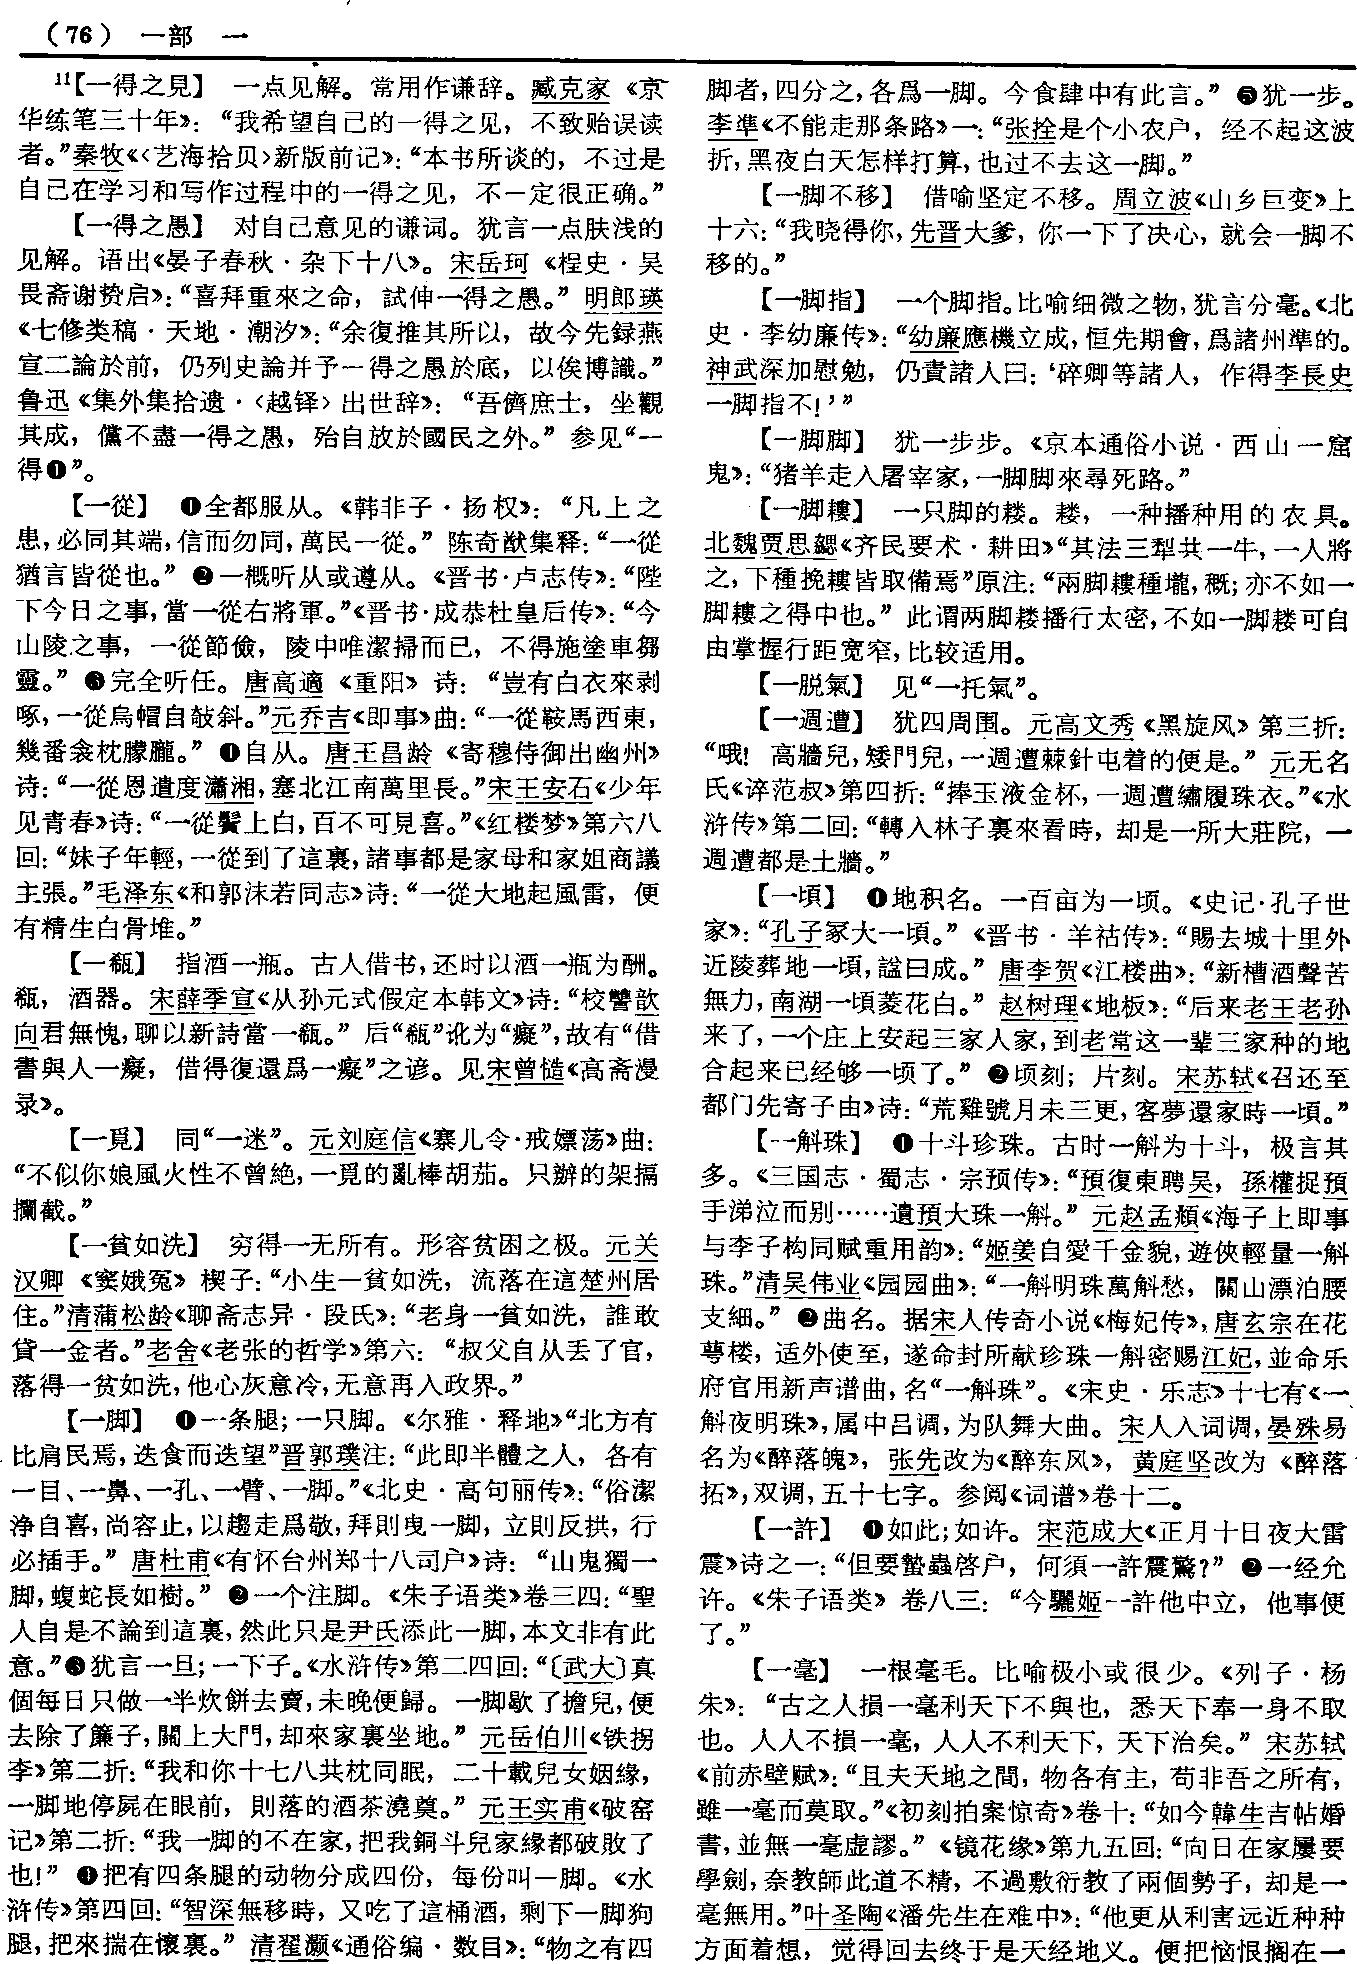 （76） 一部 一
11【一得之見】 一点见解。常用作谦辞。臧克家《京
华练笔三十年》：“我希望自己的一得之见，不致贻误读
者。”秦牧《〈艺海拾贝〉新版前记》：“本书所谈的，不过是
自己在学习和写作过程中的一得之见，不一定很正确。”
【一得之愚】 对自己意见的谦词。犹言一点肤浅的
见解。语出《晏子春秋·杂下十八》。宋岳珂《桯史·吴
畏斋谢贽启》：“喜拜重來之命，試伸一得之愚。”明郎瑛
《七修类稿·天地·潮汐》：“余復推其所以，故今先録燕
宣二論於前，仍列史論并予一得之愚於底，以俟博識。”
鲁迅《集外集拾遗·〈越铎〉出世辞》：“吾儕庶士，坐觀
其成，儻不盡一得之愚，殆自放於國民之外。”参见“一
得❶”。
【一從】 ❶全都服从。《韩非子·扬权》：“凡上之
患，必同其端，信而勿同，萬民一從。”陈奇猷集释：“一從
猶言皆從也。”❷一概听从或遵从。《晋书·卢志传》：“陛
下今日之事，當一從右將軍。”《晋书·成恭杜皇后传》：“今
山陵之事，一從節儉，陵中唯潔掃而已，不得施塗車芻
靈。”❸完全听任。唐高適《重阳》诗：“豈有白衣來剥
啄，一從烏帽自敧斜。”元乔吉《即事》曲：“一從鞍馬西東，
幾番衾枕朦朧。”❹自从。唐王昌龄《寄穆侍御出幽州》
诗：“一從恩遣度瀟湘，塞北江南萬里長。”宋王安石《少年
见青春》诗：“一從鬢上白，百不可見喜。”《红楼梦》第六八
回：“妹子年輕，一從到了這裏，諸事都是家母和家姐商議
主張。”毛泽东《和郭沫若同志》诗：“一從大地起風雷，便
有精生白骨堆。”
【一瓻】 指酒一瓶。古人借书，还时以酒一瓶为酬。
瓻，酒器。宋薛季宣《从孙元式假定本韩文》诗：“校讐歆
向君無愧，聊以新詩當一瓻。”后“瓻”讹为“癡”，故有“借
書與人一癡，借得復還爲一癡”之谚。见宋曾慥《高斋漫
录》。
【一覓】 同“一迷”。元刘庭信《寨儿令·戒嫖荡》曲：
“不似你娘風火性不曾絶，一覓的亂棒胡茄。只辦的架搹
攔截。”
【一貧如洗】 穷得一无所有。形容贫困之极。元关
汉卿《窦娥冤》楔子：“小生一貧如洗，流落在這楚州居
住。”清蒲松龄《聊斋志异·段氏》：“老身一貧如洗，誰敢
貸一金者。”老舍《老张的哲学》第六：“叔父自从丢了官，
落得一贫如洗，他心灰意冷，无意再入政界。”
【一脚】 ❶一条腿；一只脚。《尔雅·释地》“北方有
比肩民焉，迭食而迭望”晋郭璞注：“此即半體之人，各有
一目、一鼻、一孔、一臂、一脚。”《北史·高句丽传》：“俗潔
净自喜，尚容止，以趨走爲敬，拜則曳一脚，立則反拱，行
必插手。”唐杜甫《有怀台州郑十八司户》诗：“山鬼獨一
脚，蝮蛇長如樹。”❷一个注脚。《朱子语类》卷三四：“聖
人自是不論到這裏，然此只是尹氏添此一脚，本文非有此
意。”❸犹言一旦；一下子。《水浒传》第二四回：“〔武大〕真
個每日只做一半炊餅去賣，未晚便歸。一脚歇了擔兒，便
去除了簾子，關上大門，却來家裏坐地。”元岳伯川《铁拐
李》第二折：“我和你十七八共枕同眠，二十載兒女姻緣，
一脚地停屍在眼前，則落的酒茶澆奠。”元王实甫《破窑
记》第二折：“我一脚的不在家，把我銅斗兒家緣都破敗了
也！”❹把有四条腿的动物分成四份，每份叫一脚。《水
浒传》第四回：“智深無移時，又吃了這桶酒，剩下一脚狗
腿，把來揣在懷裏。”清翟灏《通俗编·数目》：“物之有四
脚者，四分之，各爲一脚。今食肆中有此言。”❺犹一步。
李準《不能走那条路》一：“张拴是个小农户，经不起这波
折，黑夜白天怎样打算，也过不去这一脚。”
【一脚不移】 借喻坚定不移。周立波《山乡巨变》上
十六：“我晓得你，先晋大爹，你一下了决心，就会一脚不
移的。”
【一脚指】 一个脚指。比喻细微之物，犹言分毫。《北
史·李幼廉传》：“幼廉應機立成，恒先期會，爲諸州準的。
神武深加慰勉，仍責諸人曰：‘碎卿等諸人，作得李長史
一脚指不！’”
【一脚脚】 犹一步步。《京本通俗小说·西山一窟
鬼》：“猪羊走入屠宰家，一脚脚來尋死路。”
【一脚耬】 一只脚的耧。耧，一种播种用的农具。
北魏贾思勰《齐民要术·耕田》“其法三犁共一牛，一人將
之，下種挽耬皆取備焉”原注：“兩脚耬種壠，概；亦不如一
脚耬之得中也。”此谓两脚耧播行太密，不如一脚耧可自
由掌握行距宽窄，比较适用。
【一脱氣】 见“一托氣”。
【一週遭】 犹四周围。元高文秀《黑旋风》第三折：
“哦！高牆兒，矮門兒，一週遭棘針屯着的便是。”元无名
氏《谇范叔》第四折：“捧玉液金杯，一週遭繡履珠衣。”《水
浒传》第二回：“轉入林子裏來看時，却是一所大莊院，一
週遭都是土牆。”
【一頃】 ❶地积名。一百亩为一顷。《史记·孔子世
家》：“孔子冢大一頃。”《晋书·羊祜传》：“賜去城十里外
近陵葬地一頃，諡曰成。”唐李贺《江楼曲》：“新槽酒聲苦
無力，南湖一頃菱花白。”赵树理《地板》：“后来老王老孙
来了，一个庄上安起三家人家，到老常这一辈三家种的地
合起来已经够一顷了。”❷顷刻；片刻。宋苏轼《召还至
都门先寄子由》诗：“荒雞號月未三更，客夢還家時一頃。”
【一斛珠】 ❶十斗珍珠。古时一斛为十斗，极言其
多。《三国志·蜀志·宗预传》：“預復東聘吴，孫權捉預
手涕泣而别……遺預大珠一斛。”元赵孟頫《海子上即事
与李子构同赋重用韵》：“姬姜自愛千金貌，遊俠輕量一斛
珠。”清吴伟业《园园曲》：“一斛明珠萬斛愁，關山漂泊腰
支細。”❷曲名。据宋人传奇小说《梅妃传》，唐玄宗在花
萼楼，适外使至，遂命封所献珍珠一斛密赐江妃，並命乐
府官用新声谱曲，名“一斛珠”。《宋史·乐志》十七有《一
斛夜明珠》，属中吕调，为队舞大曲。宋人入词调，晏殊易
名为《醉落魄》，张先改为《醉东风》，黄庭坚改为《醉落
拓》，双调，五十七字。参阅《词谱》卷十二。
【一許】 ❶如此；如许。宋范成大《正月十日夜大雷
震》诗之一：“但要蟄蟲啓户，何須一許震驚？”❷一经允
许。《朱子语类》卷八三：“今驪姬一許他中立，他事便
了。”
【一毫】 一根毫毛。比喻极小或很少。《列子·杨
朱》：“古之人損一毫利天下不與也，悉天下奉一身不取
也。人人不損一毫，人人不利天下，天下治矣。”宋苏轼
《前赤壁赋》：“且夫天地之間，物各有主，苟非吾之所有，
雖一毫而莫取。”《初刻拍案惊奇》卷十：“如今韓生吉帖婚
書，並無一毫虚謬。”《镜花缘》第九五回：“向日在家屢要
學劍，奈教師此道不精，不過敷衍教了兩個勢子，却是一
毫無用。”叶圣陶《潘先生在难中》：“他更从利害远近种种
方面着想，觉得回去终于是天经地义。便把恼恨搁在一